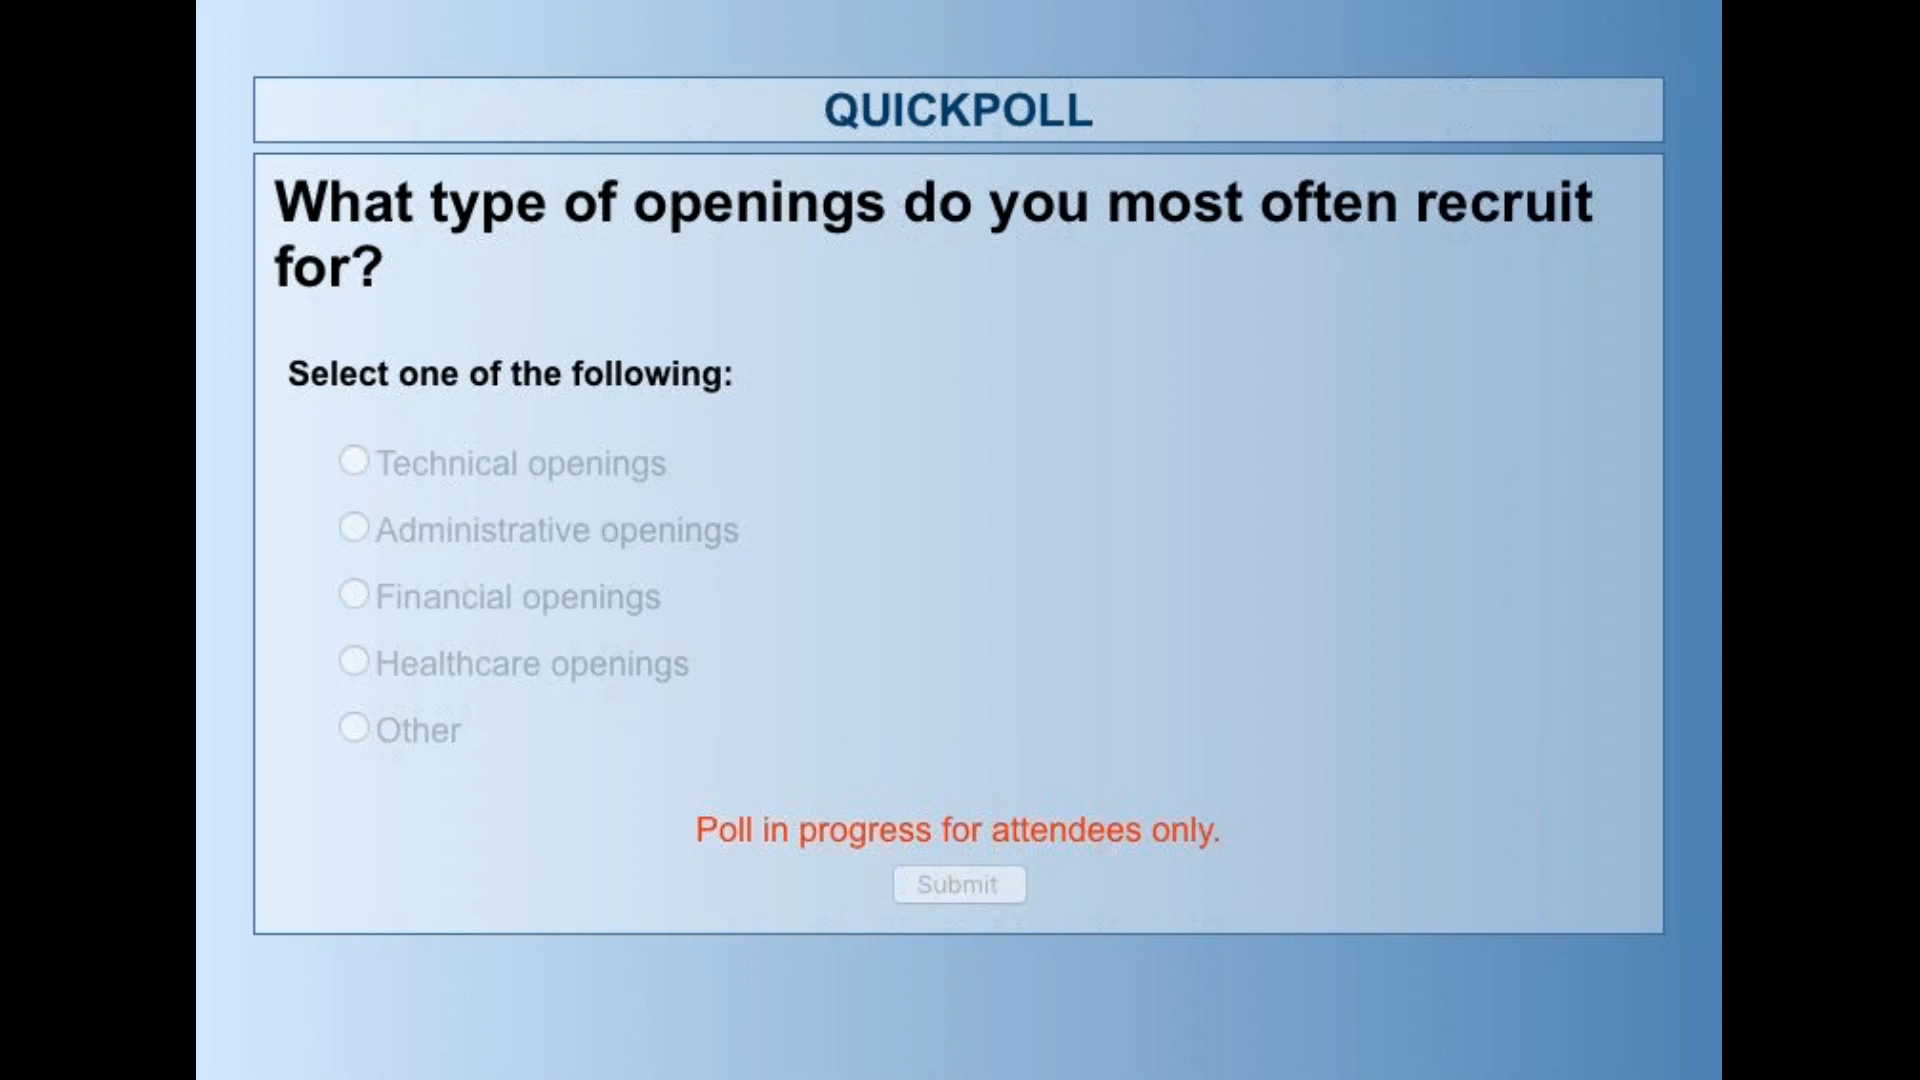 QUICKPOLL
What type of openings do you most often recruit
for?
Select one of the following:
Technical openings
Administrative openings
Financial openings
Healthcare openings
Other
Poll in progress for attendees only.
Submit